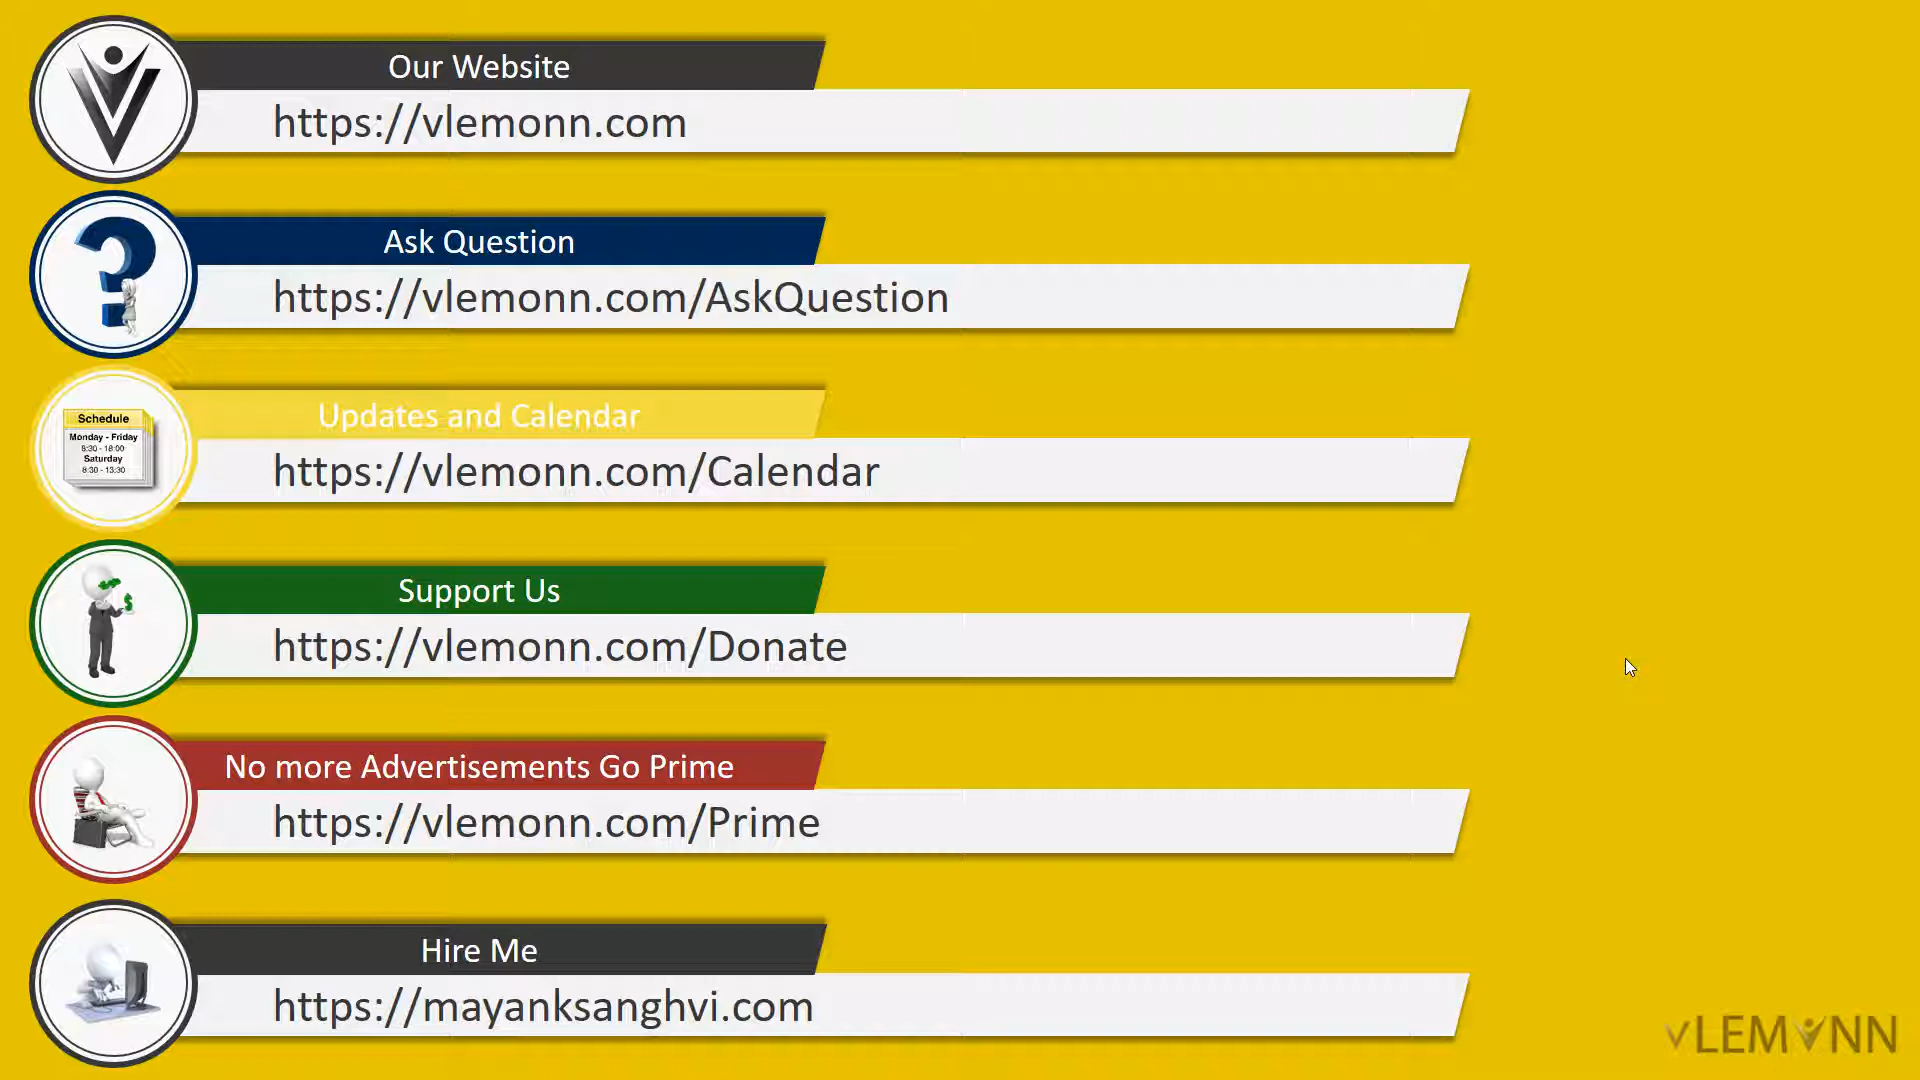 Our Website
https://vlemonn.com
Ask Question
https://vlemonn.com/AskQuestion
Updates and Calendar
Schedule
Monday - Friday
8:30 - 18:00
Saturday
8:30 - 13:30
https://vlemonn.com/Calendar
Support Us
https://vlemonn.com/Donate
No more Advertisements Go Prime
https://vlemonn.com/Prime
Hire Me
https://mayanksanghvi.com
vLEMONN